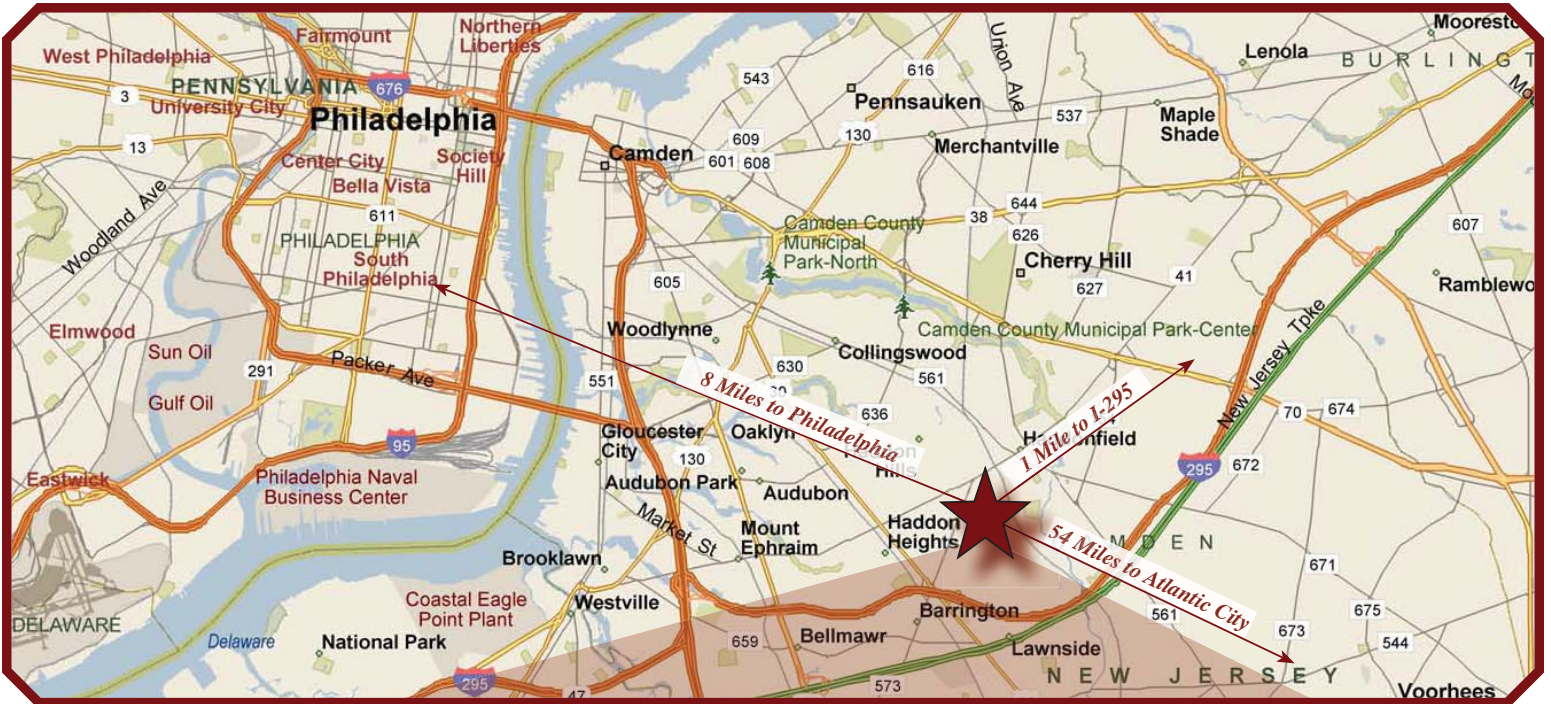 Northern
Liberties
Fairmount
West Philadelphia
PENNSYLVANIA
University City
676
3
Philadelphia
13
Center City
Society
Hill
Bella Vista
611
Woodland Ave
PHILADELPHIA
South
Philadelphia
Elmwood
Sun Oil
291
Packer Ave
Gulf Oil
95
Eastwick
Philadelphia Naval
Business Center
DELAWARE
Delaware
National Park
Coastal Eagle
Point Plant
295
47
Westville
Brooklawn
Camden
543
616
Union Ave
Lenola
BURLINGT
Pennsauken
609
130
601
608
Merchantville
537
Maple
Shade
Camden County
Municipal
Park-North
38
644
626
Cherry Hill
627
41
607
605
Woodlynne
Collingswood
Camden County Municipal Park-Center
New Jersey Tpke
630
561
551
636
8 Miles to Philadelphia
1 Mile to I-295
54 Miles to Atlantic City
70
674
Gloucester
City
Oaklyn
130
Hills
295
672
Audubon Park
Audubon
Market St
Mount
Ephraim
Haddon
Heights
671
561
675
673
544
Barrington
659
Bellmawr
Lawnside
573
NEW JERSEY
Voorhees